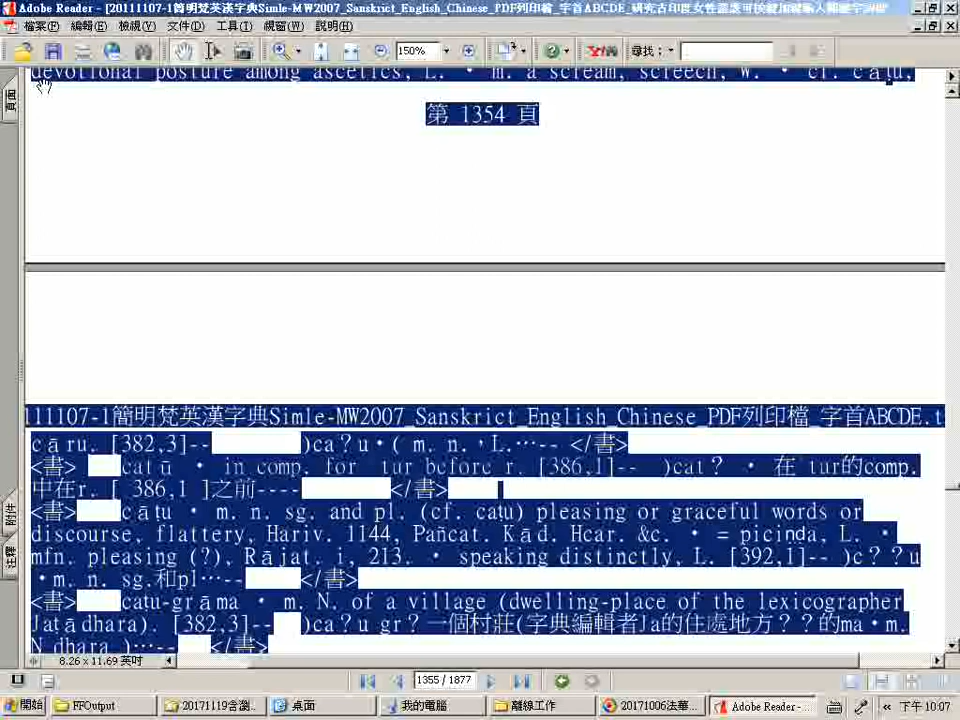 Adobe Reader - [20111107-1簡明梵英漢字典Simle-MW2007_Sanskrict_English_Chinese_PDF列印檔_字首ABCDE_研究古印度女性
檔案(F) 編輯(E) 檢視(V) 文件(D) 工具(T) 視窗(W) 說明(H)
150% 尋找:
頁面
devotional posture among ascetics, L. ‧ m. a scream, screech, W. ‧ cf. caṭu,
第 1354 頁
111107-1簡明梵英漢字典Simle-MW2007_Sanskrict_English_Chinese_PDF列印檔_字首ABCDE.t
cāru. [382,3]-- )ca?u‧( m. n.‧L.…-- </書>
<書> catū ‧ in comp. for tur before r. [386,1]-- )cat? ‧ 在 tur的comp.
中在r. [ 386,1 ]之前---- </書>
<書> cāṭu ‧ m. n. sg. and pl. (cf. caṭu) pleasing or graceful words or
discourse, flattery, Hariv. 1144, Pañcat. Kād. Hcar. &c. ‧ = piciṇḍa, L. ‧
mfn. pleasing (?), Rājat. i, 213. speaking distinctly, L. [392,1]-- )c??u
‧m. n. sg.和pl…-- </書>
<書> caṭu-grāma ‧ m. N. of a village (dwelling-place of the lexicographer
Jaṭādhara). [382,3]-- )ca?u gr?一個村莊(字典編輯者Ja的住處地方??的ma‧m.
N dhara )…-- </書>
附件
注釋
8.26 x 11.69 英吋
1355 / 1877
開始 FFOutput 20171119含瀏... 桌面 我的電腦 離線工作 20171006法華... Adobe Reader -... 下午 10:07